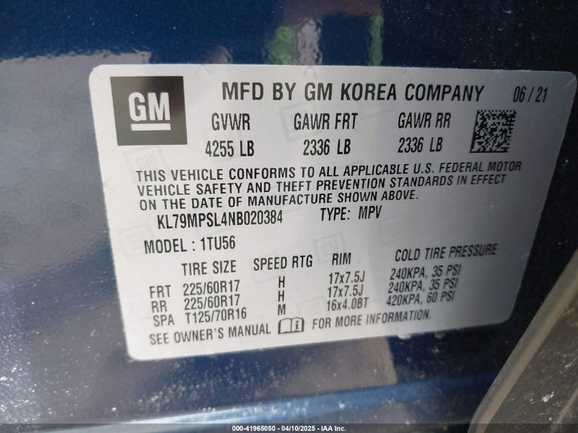 GM
MFD BY GM KOREA COMPANY 06/21
GVWR GAWR FRT GAWR RR
4255 LB 2336 LB 2336 LB
THIS VEHICLE CONFORMS TO ALL APPLICABLE U.S. FEDERAL MOTOR
VEHICLE SAFETY AND THEFT PREVENTION STANDARDS IN EFFECT
ON THE DATE OF MANUFACTURE SHOWN ABOVE.
KL79MPSL4NB020384 TYPE: MPV
MODEL: 1TU56
TIRE SIZE SPEED RTG RIM COLD TIRE PRESSURE
FRT 225/60R17 H 17x7.5J 240KPA, 35 PSI
RR 225/60R17 H 17x7.5J 240KPA, 35 PSI
SPA T125/70R16 M 16x4.0BT 420KPA, 60 PSI
SEE OWNER'S MANUAL FOR MORE INFORMATION.
000-41965050 - 04/10/2025 - IAA Inc.